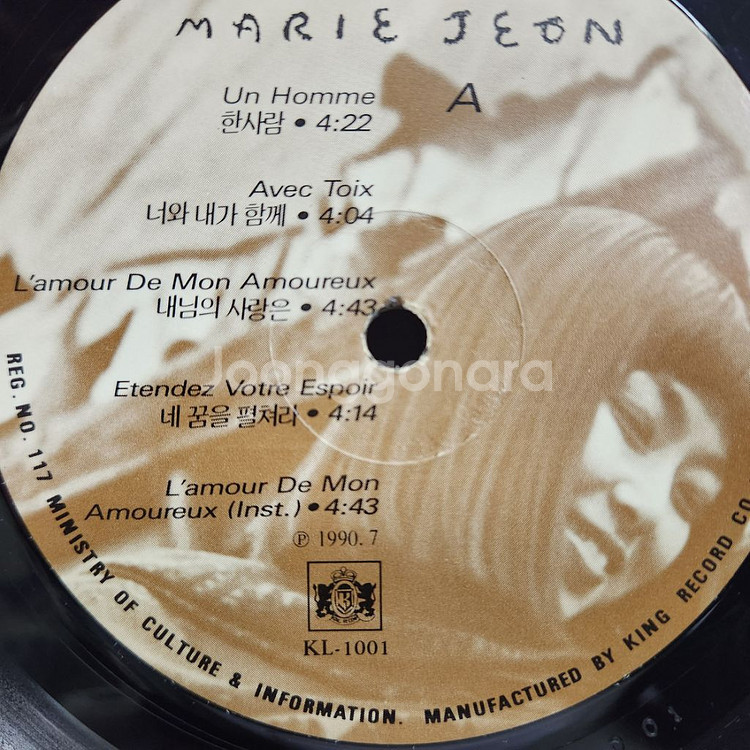 MARIE JEON
A
Un Homme
한사람 • 4:22
Avec Toix
너와 내가 함께 • 4:04
L'amour De Mon Amoureux
내님의 사랑은 • 4:43
Joonggonara
Etendez Votre Espoir
네 꿈을 펼쳐라 • 4:14
L'amour De Mon
Amoureux (Inst.) • 4:43
℗ 1990. 7
KL-1001
REG. NO. 117 MINISTRY OF CULTURE & INFORMATION. MANUFACTURED BY KING RECORD CO